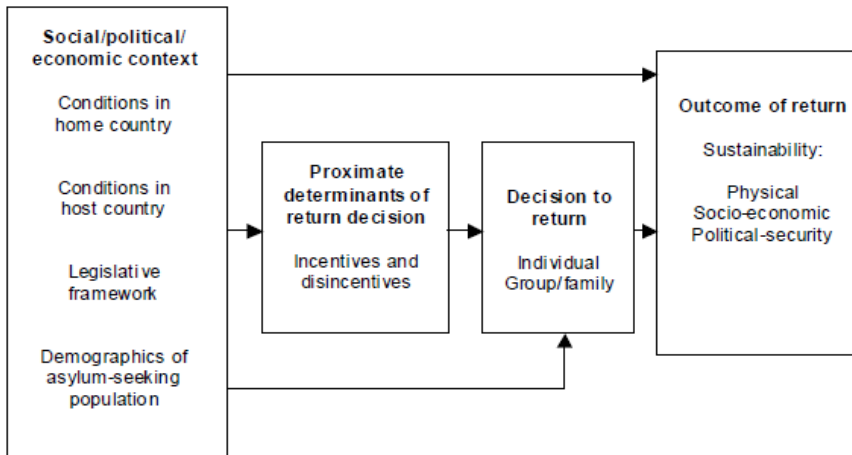 Social/political/
economic context
Conditions in
home country
Conditions in
host country
Legislative
framework
Demographics of
asylum-seeking
population
Proximate
determinants of
return decision
Incentives and
disincentives
Decision to
return
Individual
Group/family
Outcome of return
Sustainability:
Physical
Socio-economic
Political-security